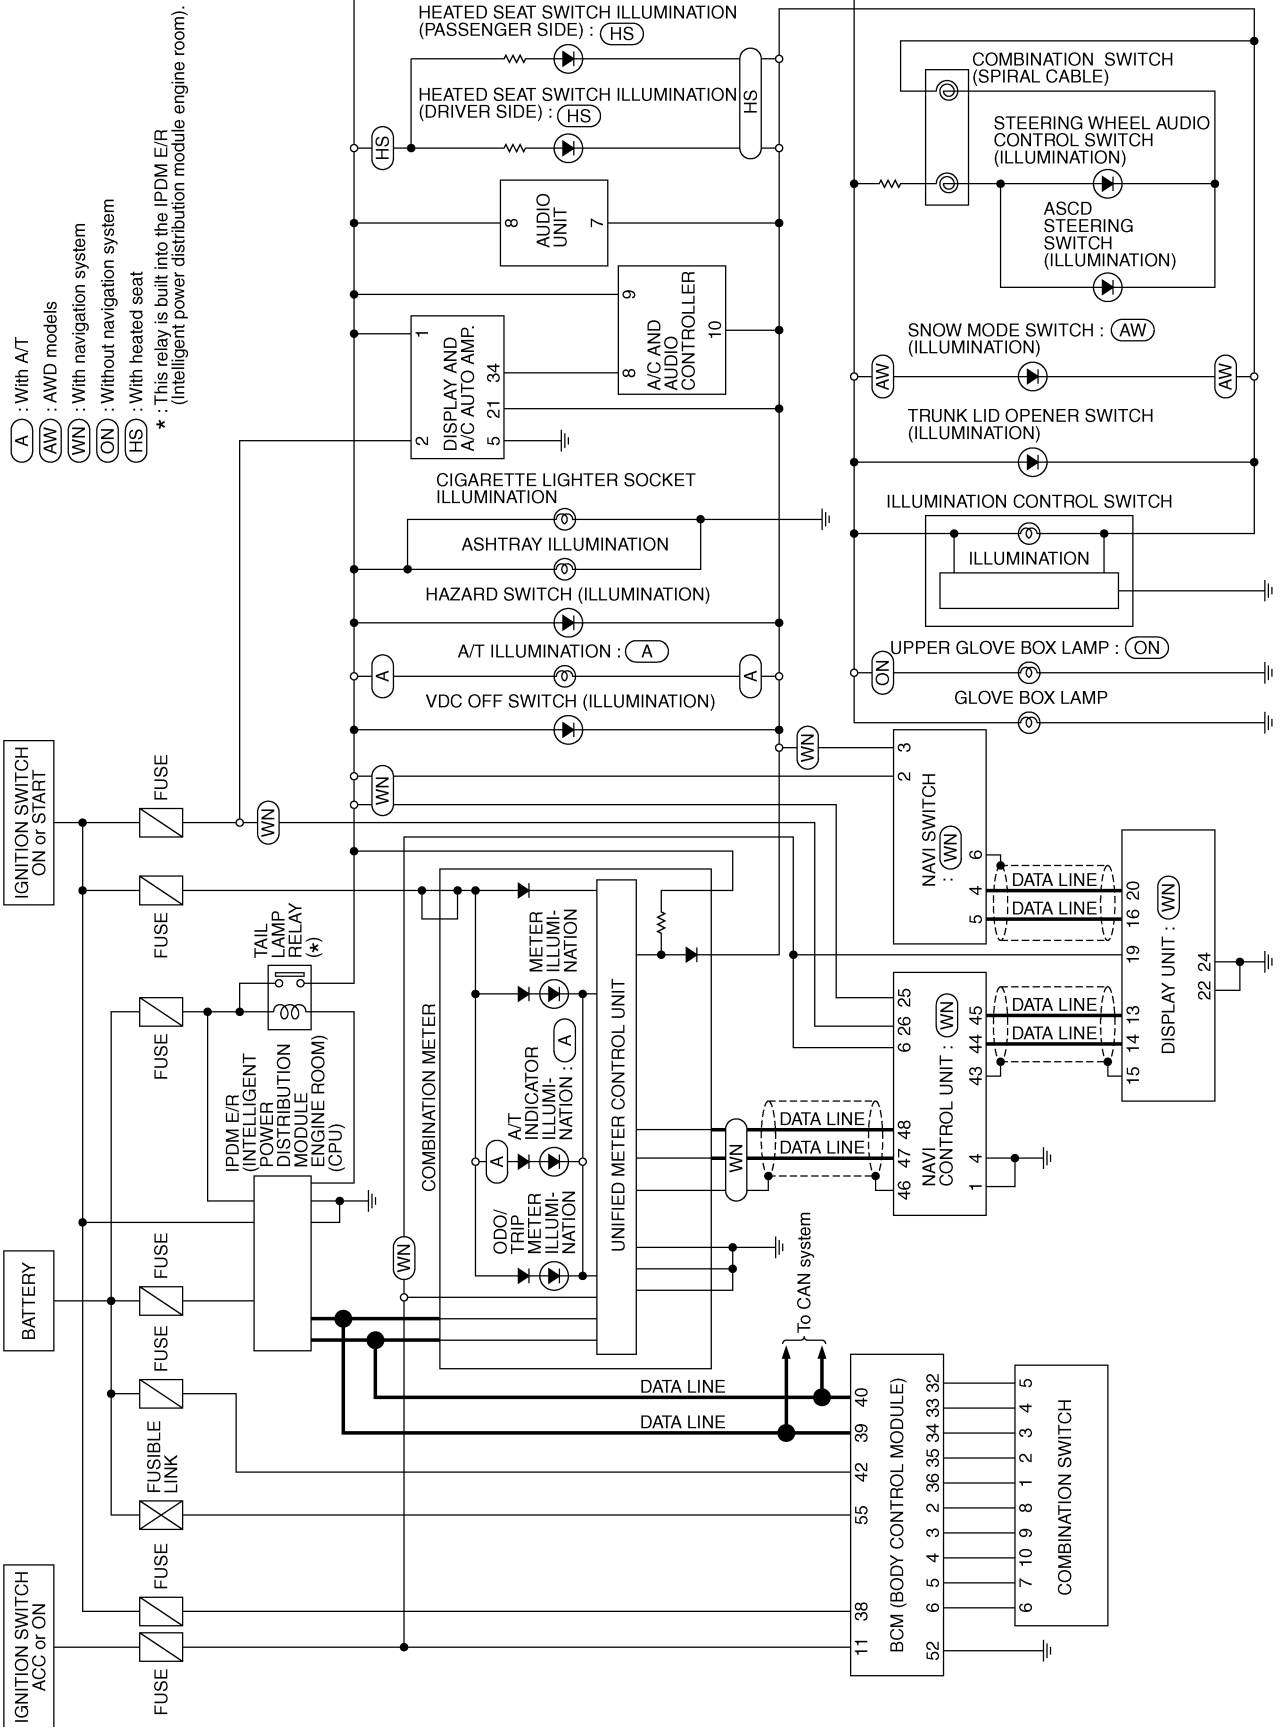 A : With A/T
AW : AWD models
WN : With navigation system
ON : Without navigation system
HS : With heated seat
* : This relay is built into the IPDM E/R
(Intelligent power distribution module engine room).
HEATED SEAT SWITCH ILLUMINATION
(PASSENGER SIDE) : HS
HEATED SEAT SWITCH ILLUMINATION
(DRIVER SIDE) : HS
HS
HS
8
AUDIO
UNIT
7
9
8
A/C AND
AUDIO
CONTROLLER
10
1
2
DISPLAY AND
A/C AUTO AMP.
34
21
5
CIGARETTE LIGHTER SOCKET
ILLUMINATION
ASHTRAY ILLUMINATION
HAZARD SWITCH (ILLUMINATION)
A/T ILLUMINATION : A
A
A
VDC OFF SWITCH (ILLUMINATION)
COMBINATION SWITCH
(SPIRAL CABLE)
STEERING WHEEL AUDIO
CONTROL SWITCH
(ILLUMINATION)
ASCD
STEERING
SWITCH
(ILLUMINATION)
SNOW MODE SWITCH : AW
(ILLUMINATION)
AW
AW
TRUNK LID OPENER SWITCH
(ILLUMINATION)
ILLUMINATION CONTROL SWITCH
ILLUMINATION
UPPER GLOVE BOX LAMP : ON
ON
GLOVE BOX LAMP
IGNITION SWITCH
ON or START
FUSE
WN
FUSE
TAIL
LAMP
RELAY
(*)
FUSE
IPDM E/R
(INTELLIGENT
POWER
DISTRIBUTION
MODULE
ENGINE ROOM)
(CPU)
BATTERY
FUSE
FUSE
FUSIBLE
LINK
IGNITION SWITCH
ACC or ON
FUSE
FUSE
WN
WN
WN
COMBINATION METER
METER
ILLUMI-
NATION
A/T
INDICATOR
ILLUMI-
NATION : A
A
ODO/
TRIP
METER
ILLUMI-
NATION
UNIFIED METER CONTROL UNIT
WN
DATA LINE
DATA LINE
3
2
NAVI SWITCH
: WN
6
4
5
DATA LINE
DATA LINE
20
16
19
DISPLAY UNIT : WN
24
22
13
14
15
25
26
6
NAVI
CONTROL UNIT : WN
45
44
43
DATA LINE
DATA LINE
48
47
46
4
1
To CAN system
DATA LINE
DATA LINE
40
39
42
55
38
11
BCM (BODY CONTROL MODULE)
32
33
34
35
36
2
3
4
5
6
52
5
4
3
2
1
8
9
10
7
6
COMBINATION SWITCH